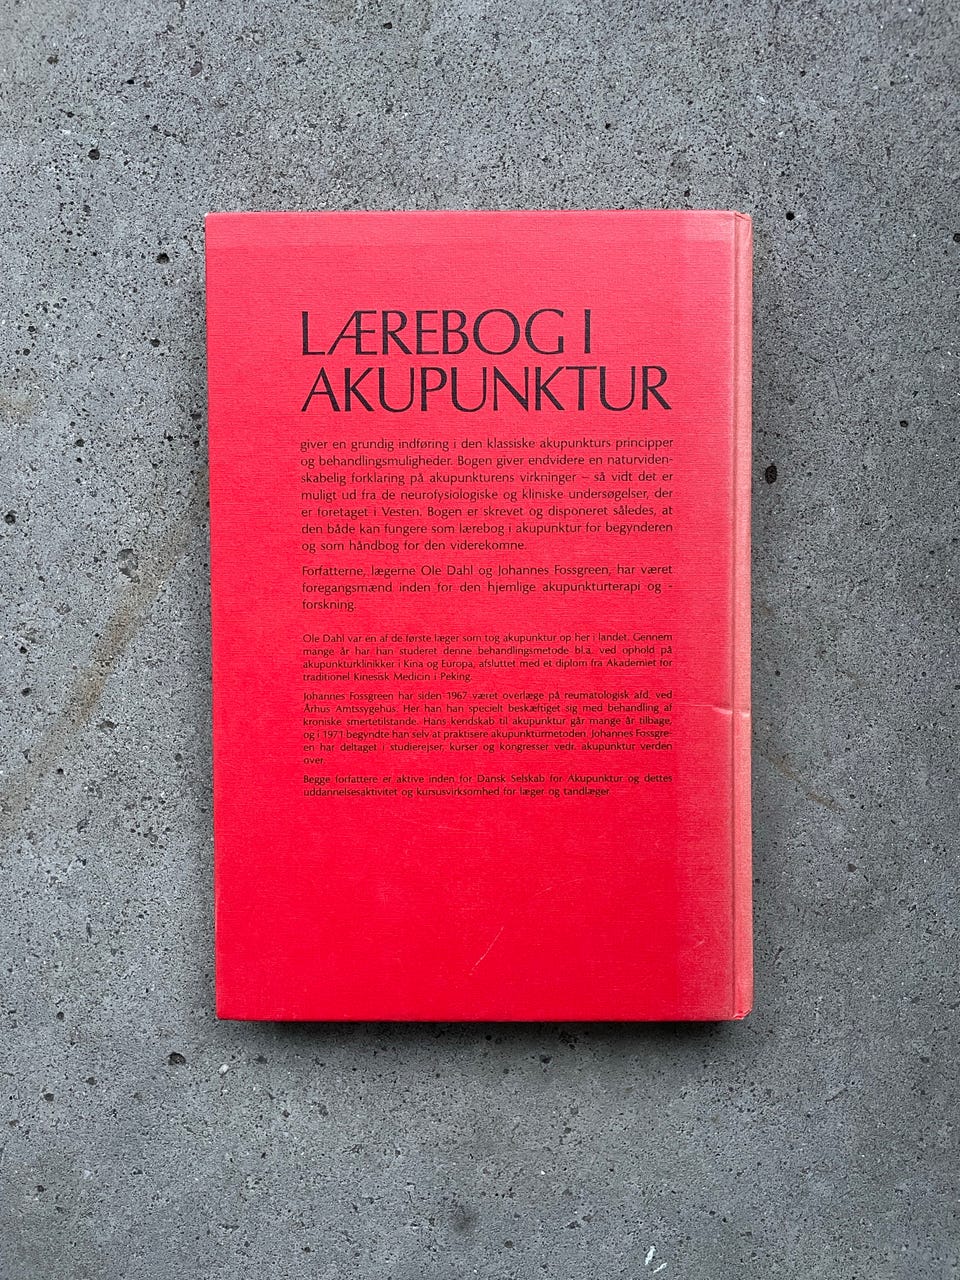 LÆREBOG I
AKUPUNKTUR
giver en grundig indføring i den klassiske akupunkturs principper
og behandlingsmuligheder. Bogen giver endvidere en naturviden-
skabelig forklaring på akupunkturens virkninger – så vidt det er
muligt ud fra de neurofysiologiske og kliniske undersøgelser, der
er foretaget i Vesten. Bogen er skrevet og disponeret således, at
den både kan fungere som lærebog i akupunktur for begynderen
og som håndbog for den viderekomne.
Forfatterne, lægerne Ole Dahl og Johannes Fossgreen, har været
foregangsmænd inden for den hjemlige akupunkturterapi og -
forskning.
Ole Dahl var en af de første læger som tog akupunktur op her i landet. Gennem
mange år har han studeret denne behandlingsmetode bl.a. ved ophold på
akupunkturklinikker i Kina og Europa, afsluttet med et diplom fra Akademiet for
traditionel Kinesisk Medicin i Peking.
Johannes Fossgreen har siden 1967 været overlæge på reumatologisk afd. ved
Århus Amtssygehus. Her han han specielt beskæftiget sig med behandling af
kroniske smertetilstande. Hans kendskab til akupunktur går mange år tilbage,
og i 1971 begyndte han selv at praktisere akupunkturmetoden. Johannes Fossgre-
en har deltaget i studierejser, kurser og kongresser vedr. akupunktur verden
over.
Begge forfattere er aktive inden for Dansk Selskab for Akupunktur og dettes
uddannelsesaktivitet og kursusvirksomhed for læger og tandlæger.